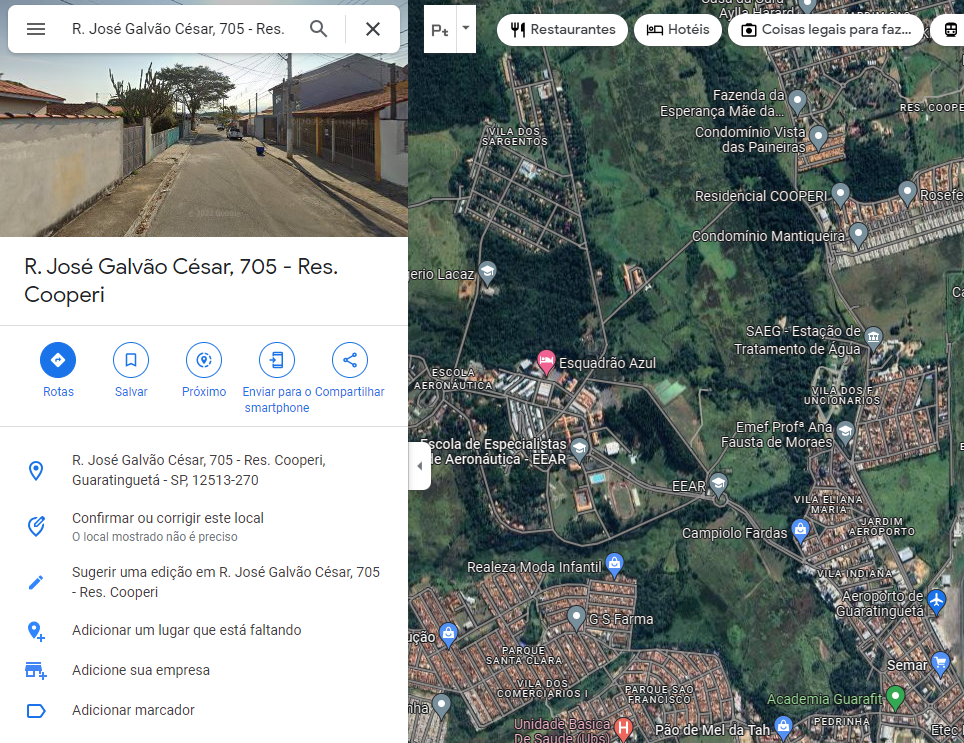 R. José Galvão César, 705 - Res.
© 2022 Google
R. José Galvão César, 705 - Res.
Cooperi
Rotas
Salvar
Próximo
Enviar para o
smartphone
Compartilhar
R. José Galvão César, 705 - Res. Cooperi,
Guaratinguetá - SP, 12513-270
Confirmar ou corrigir este local
O local mostrado não é preciso
Sugerir uma edição em R. José Galvão César, 705
- Res. Cooperi
Adicionar um lugar que está faltando
Adicione sua empresa
Adicionar marcador
Pt
Restaurantes
Hotéis
Coisas legais para faz...
Aylla Harard
Fazenda da
Esperança Mãe da...
RES. COOPE
Condomínio Vista
das Paineiras
VILA DOS
SARGENTOS
Residencial COOPERI
Rosefe
Condomínio Mantiqueira
erio Lacaz
Ca
SAEG - Estação de
Tratamento de Água
Esquadrão Azul
ESCOLA
AERONÁUTICA
VILA DOS F
UNCIONÁRIOS
Emef Profª Ana
Fausta de Moraes
Escola de Especialistas
de Aeronáutica - EEAR
EEAR
VILA ELIANA
MARIA
JARDIM
AEROPORTO
Campiolo Fardas
Realeza Moda Infantil
VILA INDIANA
Aeroporto de
Guaratinguetá
G S Farma
ução
PARQUE
SANTA CLARA
Semar
VILA DOS
COMERCIARIOS I
PARQUE SAO
FRANCISCO
Academia Guarafit
nha
PEDRINHA
Unidade Basica
De Saude (Ubs)
Pão de Mel da Tah
Etec